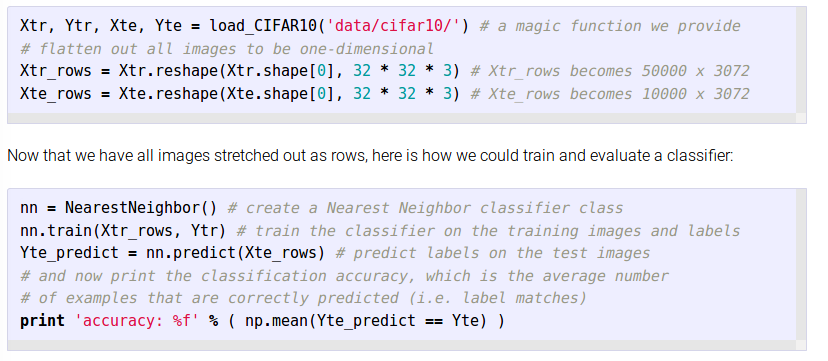 Xtr, Ytr, Xte, Yte = load_CIFAR10('data/cifar10/') # a magic function we provide
# flatten out all images to be one-dimensional
Xtr_rows = Xtr.reshape(Xtr.shape[0], 32 * 32 * 3) # Xtr_rows becomes 50000 x 3072
Xte_rows = Xte.reshape(Xte.shape[0], 32 * 32 * 3) # Xte_rows becomes 10000 x 3072
Now that we have all images stretched out as rows, here is how we could train and evaluate a classifier:
nn = NearestNeighbor() # create a Nearest Neighbor classifier class
nn.train(Xtr_rows, Ytr) # train the classifier on the training images and labels
Yte_predict = nn.predict(Xte_rows) # predict labels on the test images
# and now print the classification accuracy, which is the average number
# of examples that are correctly predicted (i.e. label matches)
print 'accuracy: %f' % ( np.mean(Yte_predict == Yte) )